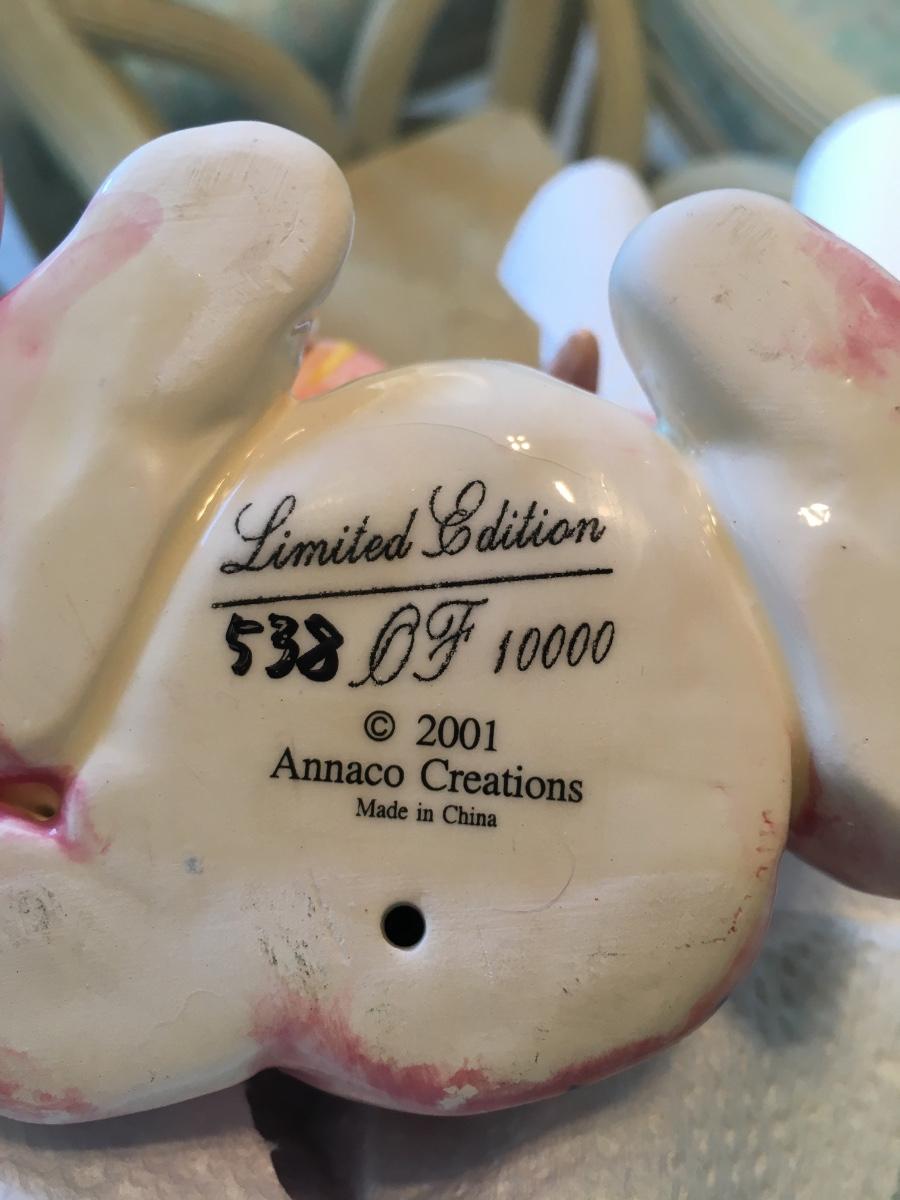 Limited Edition
538 OF 10000
© 2001
Annaco Creations
Made in China